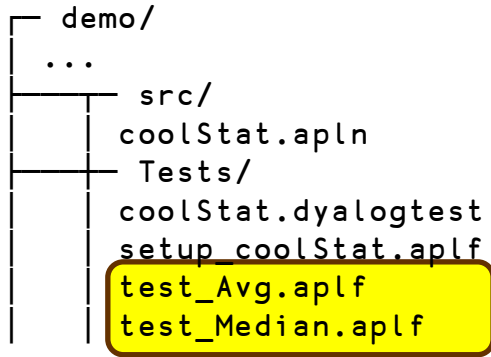 demo/
...
src/
coolStat.apln
Tests/
coolStat.dyalogtest
setup_coolStat.aplf
test_Avg.aplf
test_Median.aplf